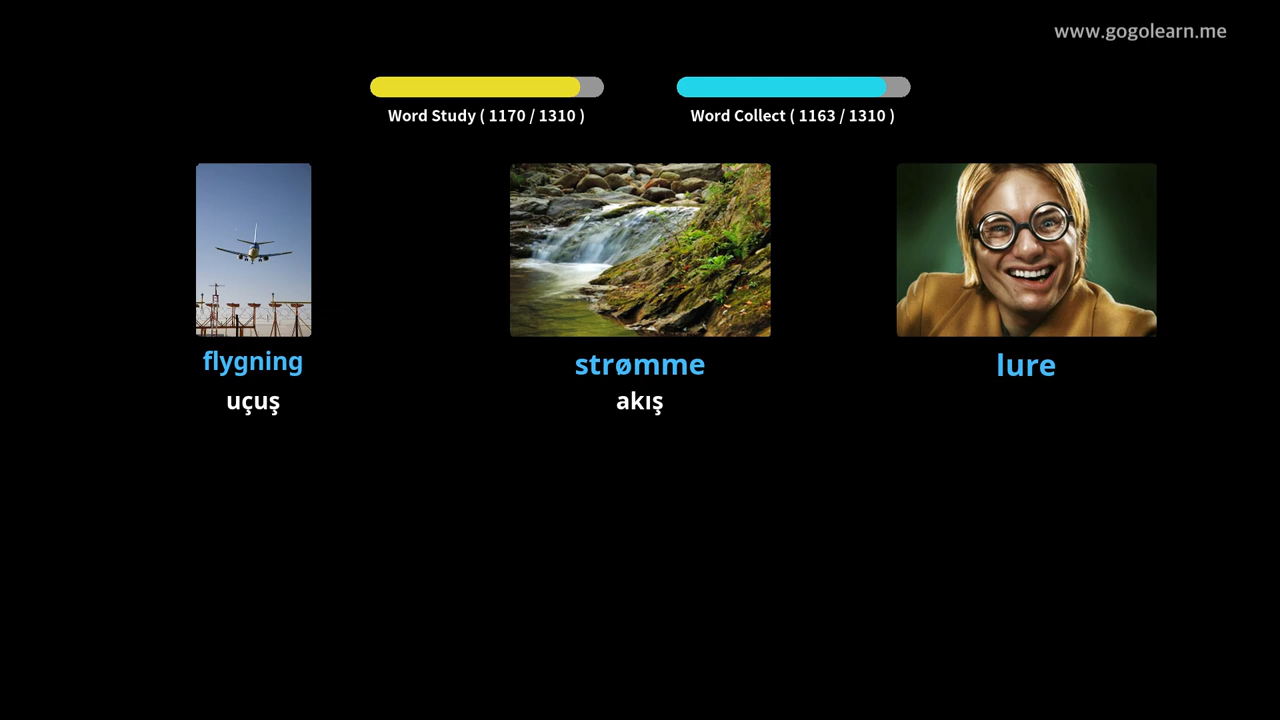 www.gogolearn.me
Word Study ( 1170 / 1310 )
Word Collect ( 1163 / 1310 )
flygning
strømme
lure
uçuş
akış